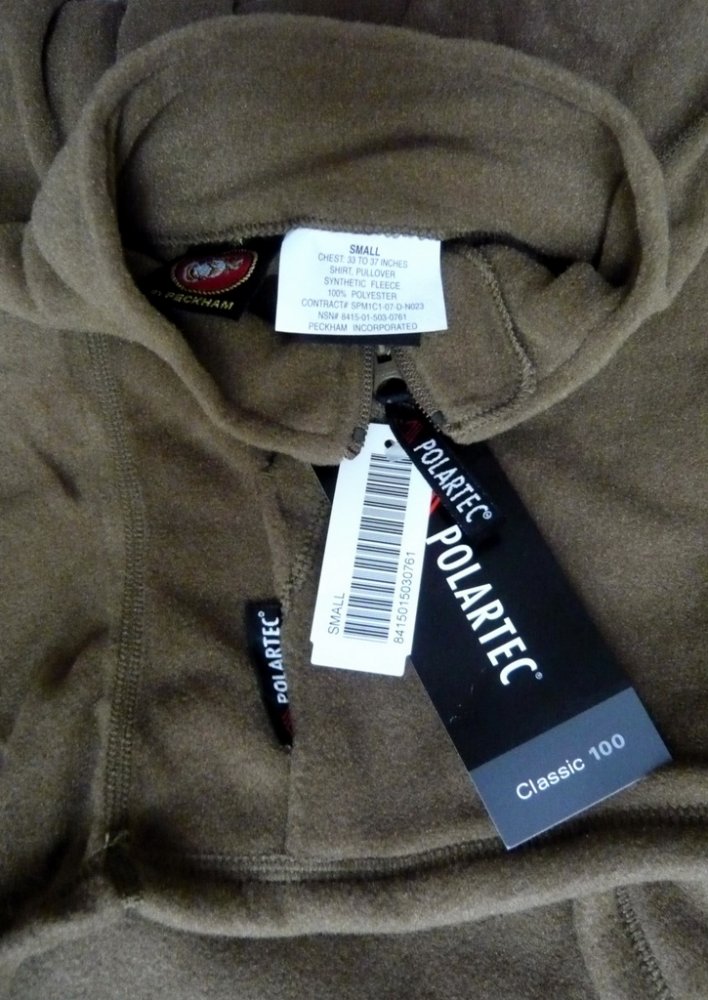 SMALL
CHEST 33 TO 37 INCHES
SHIRT, PULLOVER
SYNTHETIC FLEECE
100% POLYESTER
CONTRACT# SPM1C1-07-D-N023
NSN# 8415-01-503-0761
PECKHAM INCORPORATED
BY PECKHAM
POLARTEC®
SMALL
8415015030761
POLARTEC®
Classic 100
POLARTEC®